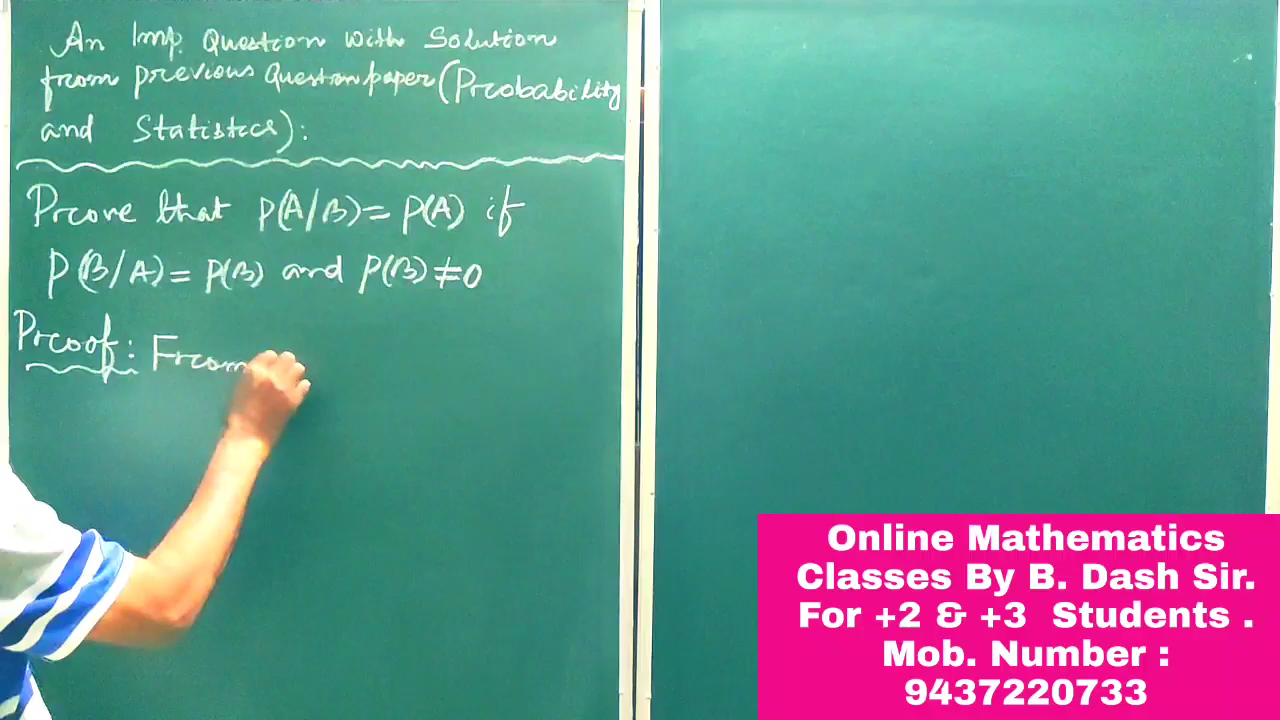 An Imp. Question with Solution
from previous Question paper (Probability
and Statistics):
Prove that P(A/B) = P(A) if
P(B/A) = P(B) and P(B) ≠ 0
Proof: From
Online Mathematics
Classes By B. Dash Sir.
For +2 & +3 Students .
Mob. Number :
9437220733